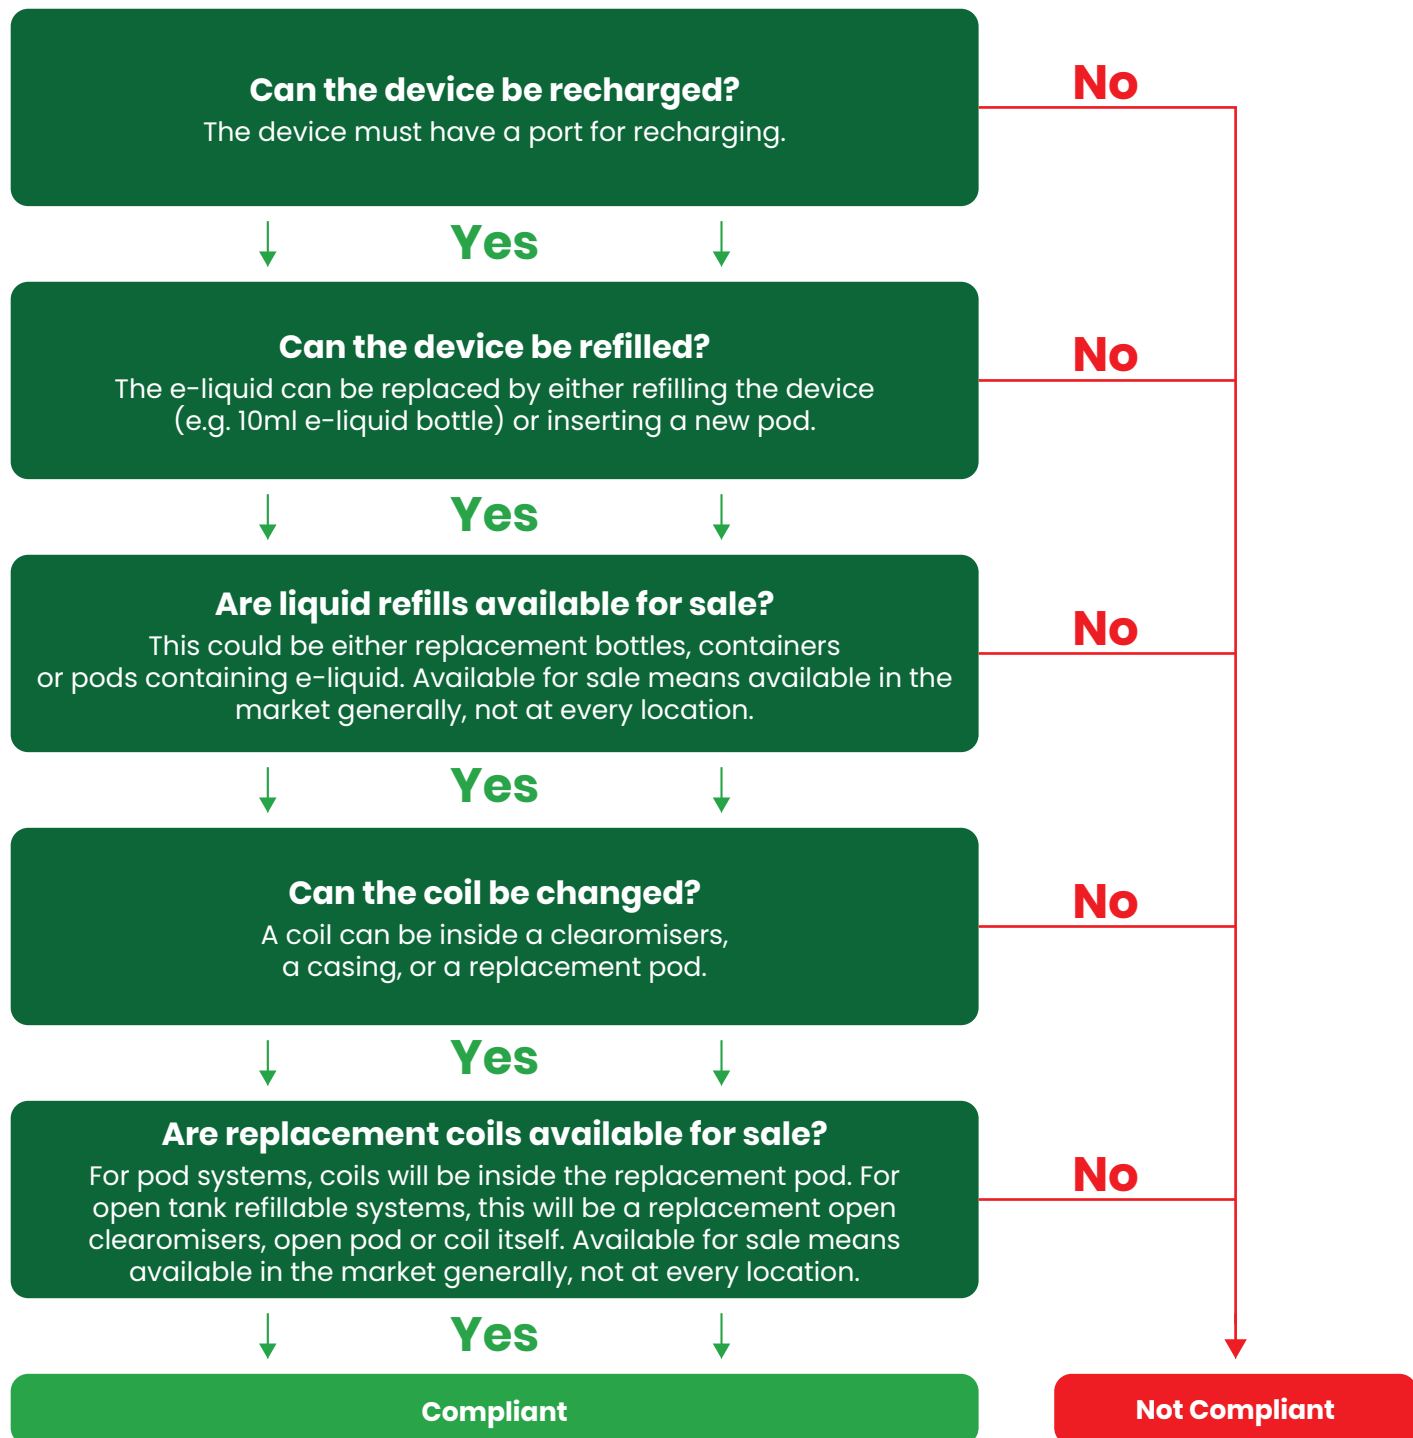 Can the device be recharged?
The device must have a port for recharging.
No
Yes
Can the device be refilled?
The e-liquid can be replaced by either refilling the device
(e.g. 10ml e-liquid bottle) or inserting a new pod.
No
Yes
Are liquid refills available for sale?
This could be either replacement bottles, containers
or pods containing e-liquid. Available for sale means available in the
market generally, not at every location.
No
Yes
Can the coil be changed?
A coil can be inside a clearomisers,
a casing, or a replacement pod.
No
Yes
Are replacement coils available for sale?
For pod systems, coils will be inside the replacement pod. For
open tank refillable systems, this will be a replacement open
clearomisers, open pod or coil itself. Available for sale means
available in the market generally, not at every location.
No
Yes
Compliant
Not Compliant